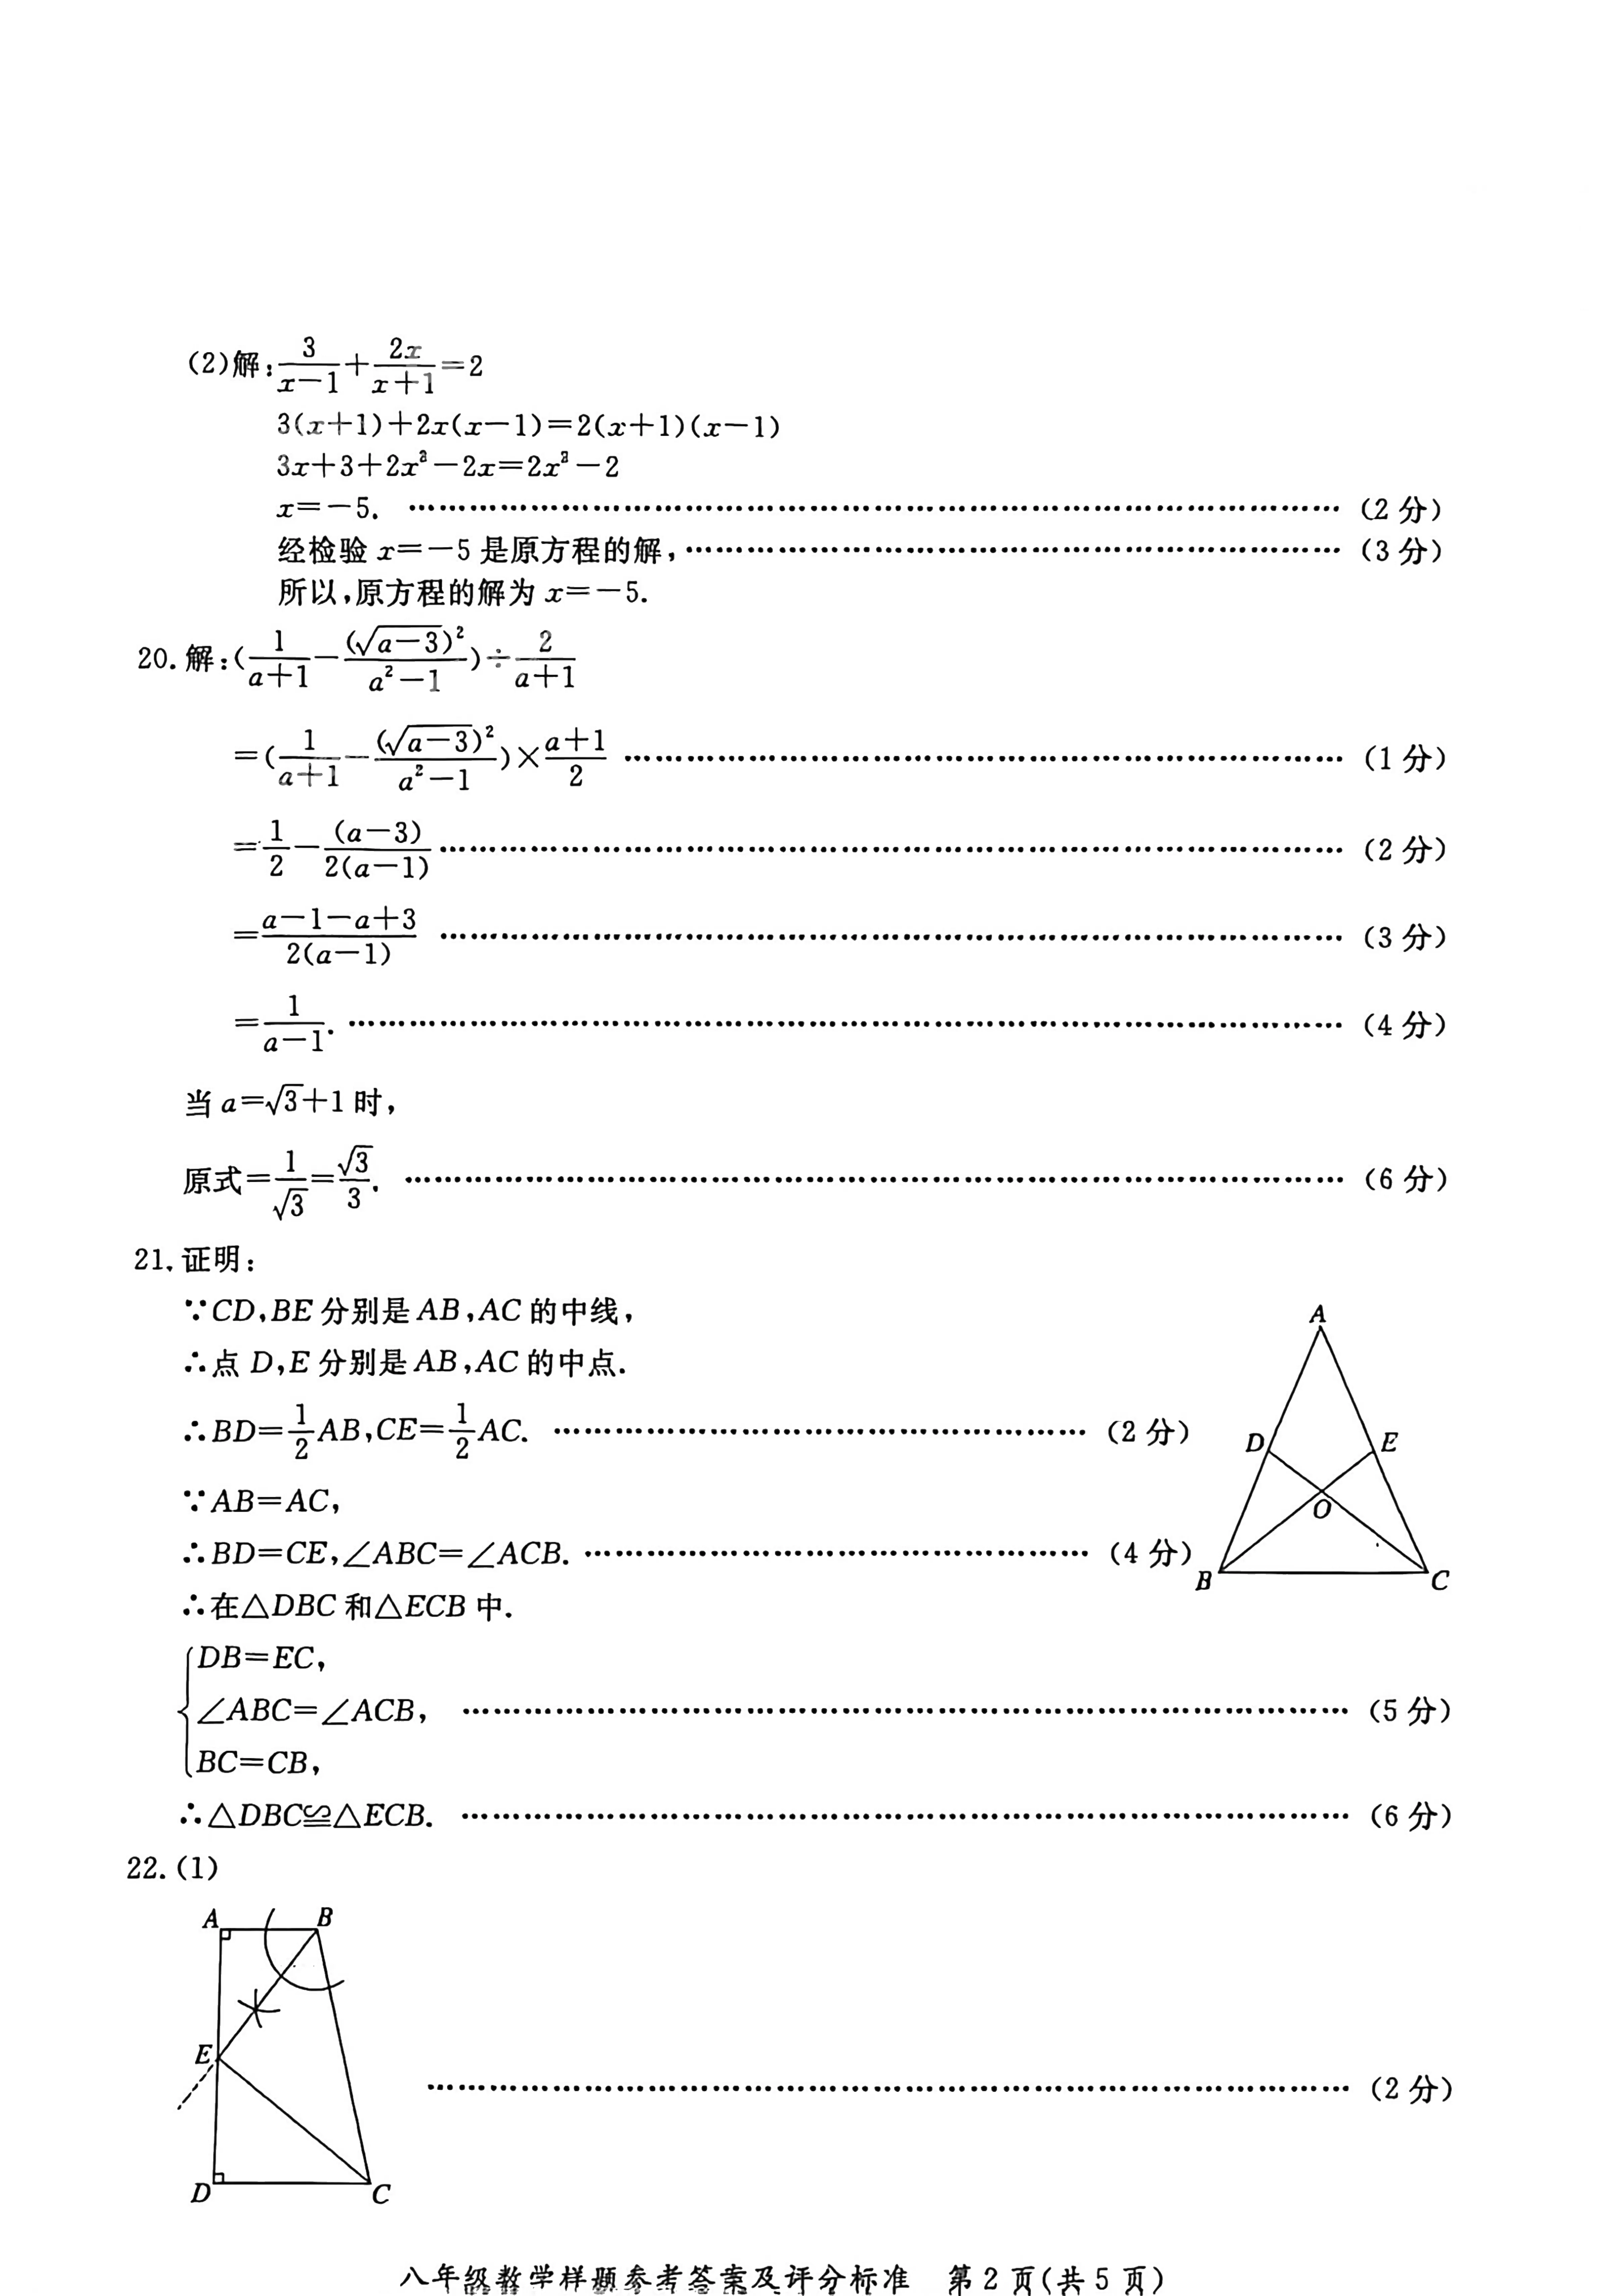 (2)解：3/(x−1)+2x/(x+1)=2
3(x+1)+2x(x−1)=2(x+1)(x−1)
3x+3+2x²−2x=2x²−2
x=−5. …… (2 分)
经检验 x=−5 是原方程的解，…… (3 分)
所以，原方程的解为 x=−5.
20. 解：(1/(a+1)−(√(a−3))²/(a²−1))÷2/(a+1)
=(1/(a+1)−(√(a−3))²/(a²−1))×(a+1)/2 …… (1 分)
=1/2−(a−3)/(2(a−1)) …… (2 分)
=(a−1−a+3)/(2(a−1)) …… (3 分)
=1/(a−1). …… (4 分)
当 a=√3+1 时，
原式=1/√3=√3/3. …… (6 分)
21. 证明：
∵CD,BE 分别是 AB,AC 的中线，
∴点 D,E 分别是 AB,AC 的中点.
∴BD=1/2AB,CE=1/2AC. …… (2 分)
∵AB=AC,
∴BD=CE,∠ABC=∠ACB. …… (4 分)
∴在△DBC 和△ECB 中.
DB=EC,
∠ABC=∠ACB, …… (5 分)
BC=CB,
∴△DBC≌△ECB. …… (6 分)
A
D E
O
B C
22. (1)
A B
E
…… (2 分)
D C
八年级数学样题参考答案及评分标准 第 2 页(共 5 页)